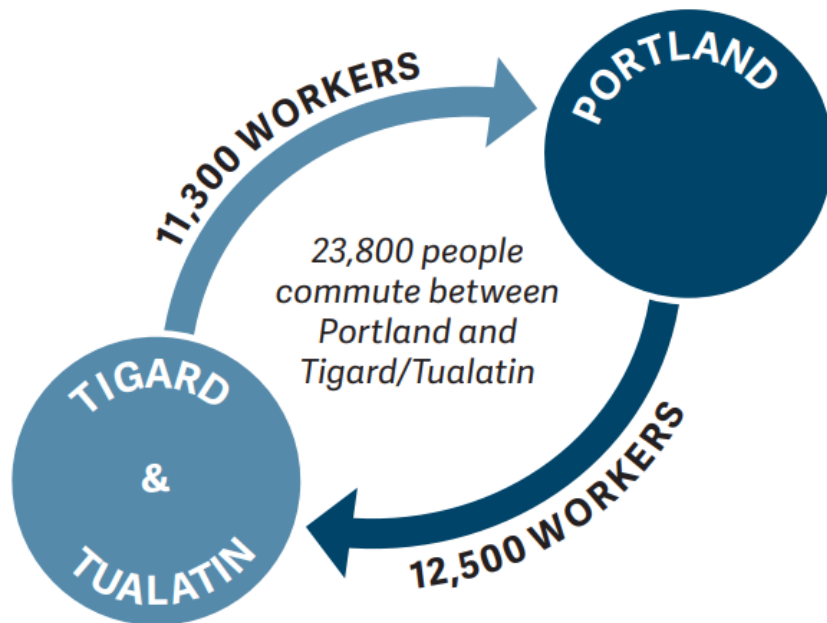 PORTLAND
11,300 WORKERS
23,800 people
commute between
Portland and
Tigard/Tualatin
TIGARD
&
TUALATIN
12,500 WORKERS